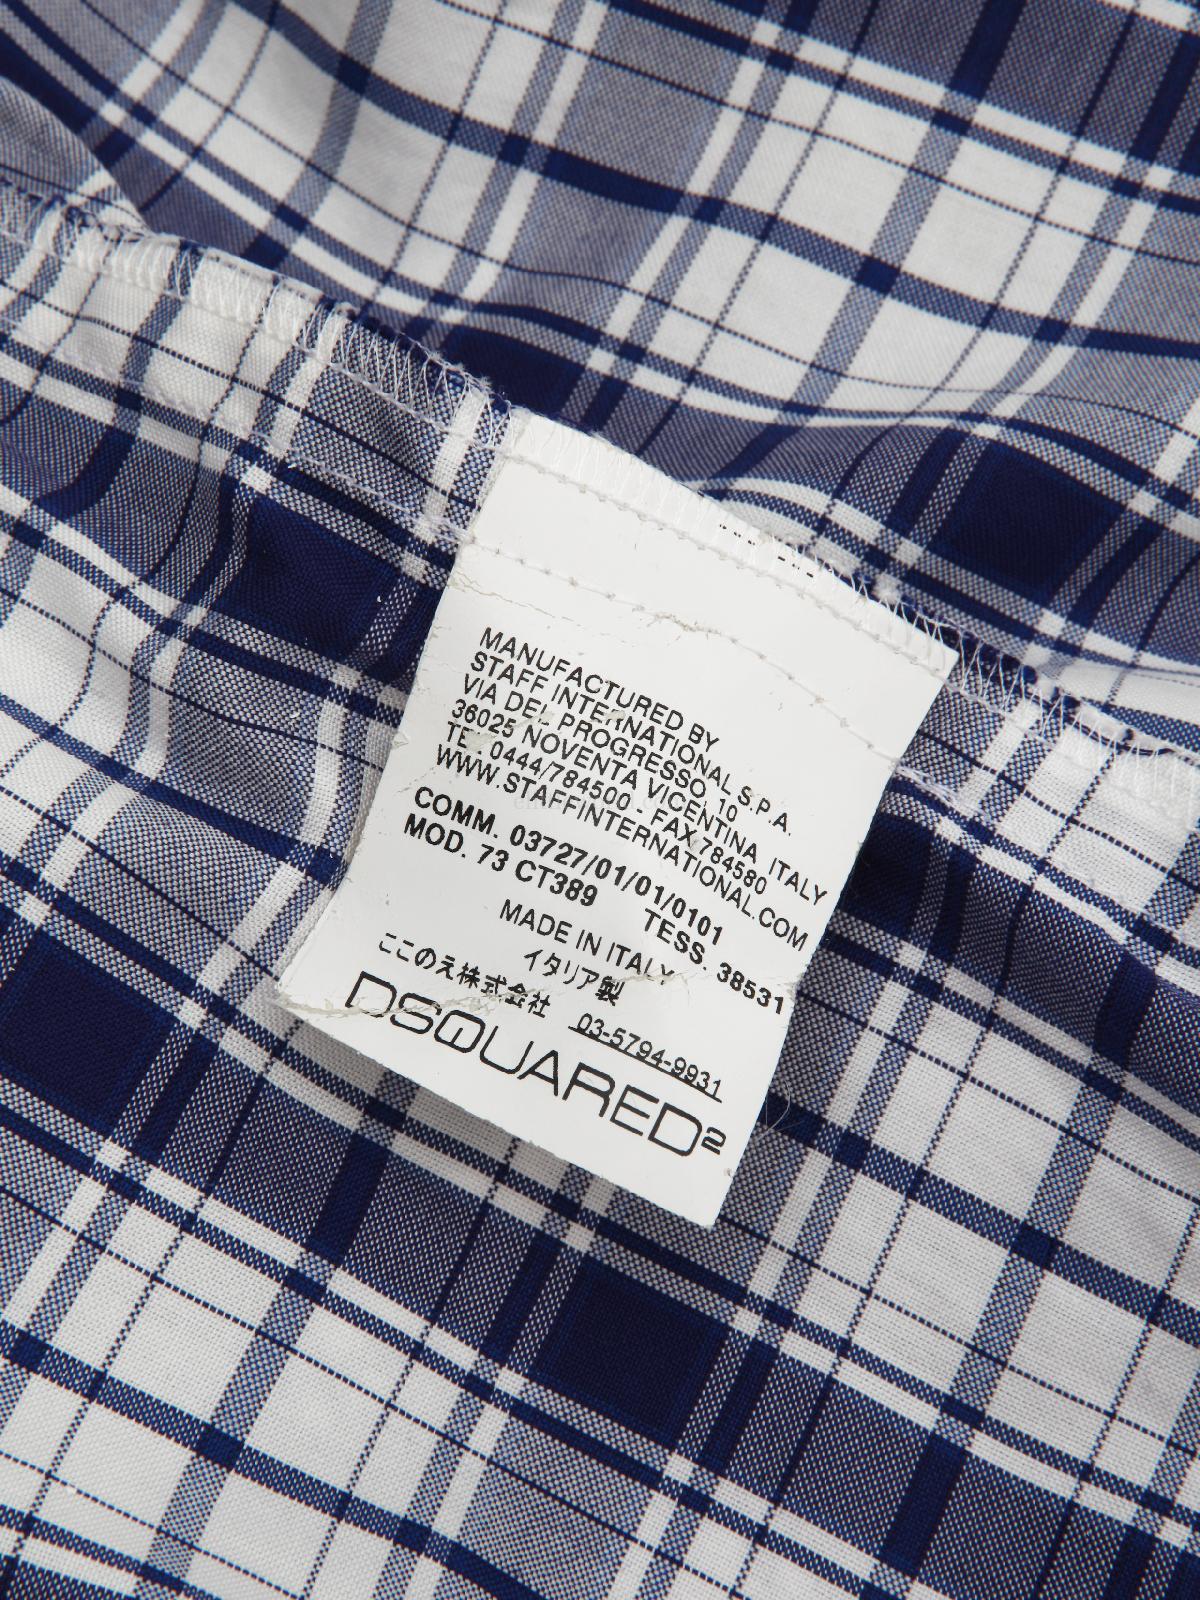 MANUFACTURED BY
STAFF INTERNATIONAL S.P.A.
VIA DEL PROGRESSO, 10
36025 NOVENTA VICENTINA ITALY
TEL. 0444/784500 - FAX 784580
WWW.STAFFINTERNATIONAL.COM
COMM. 03727/01/01/0101
MOD. 73 CT389 TESS. 38531
MADE IN ITALY
イタリア製
ここのえ株式会社 03-5794-9931
DSQUARED2